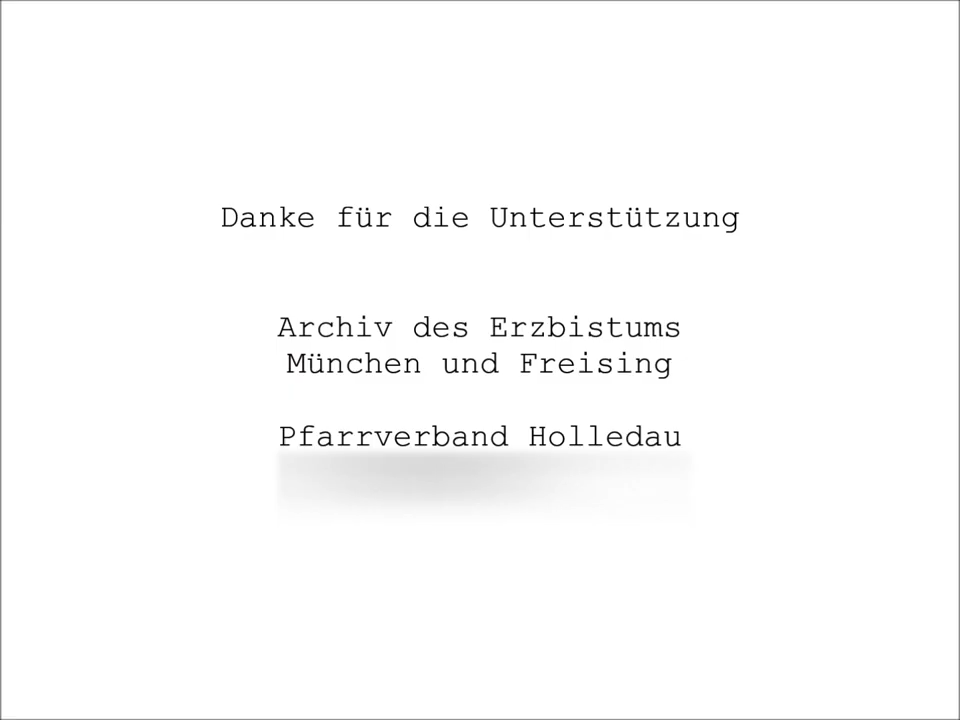 Danke für die Unterstützung
Archiv des Erzbistums
München und Freising
Pfarrverband Holledau